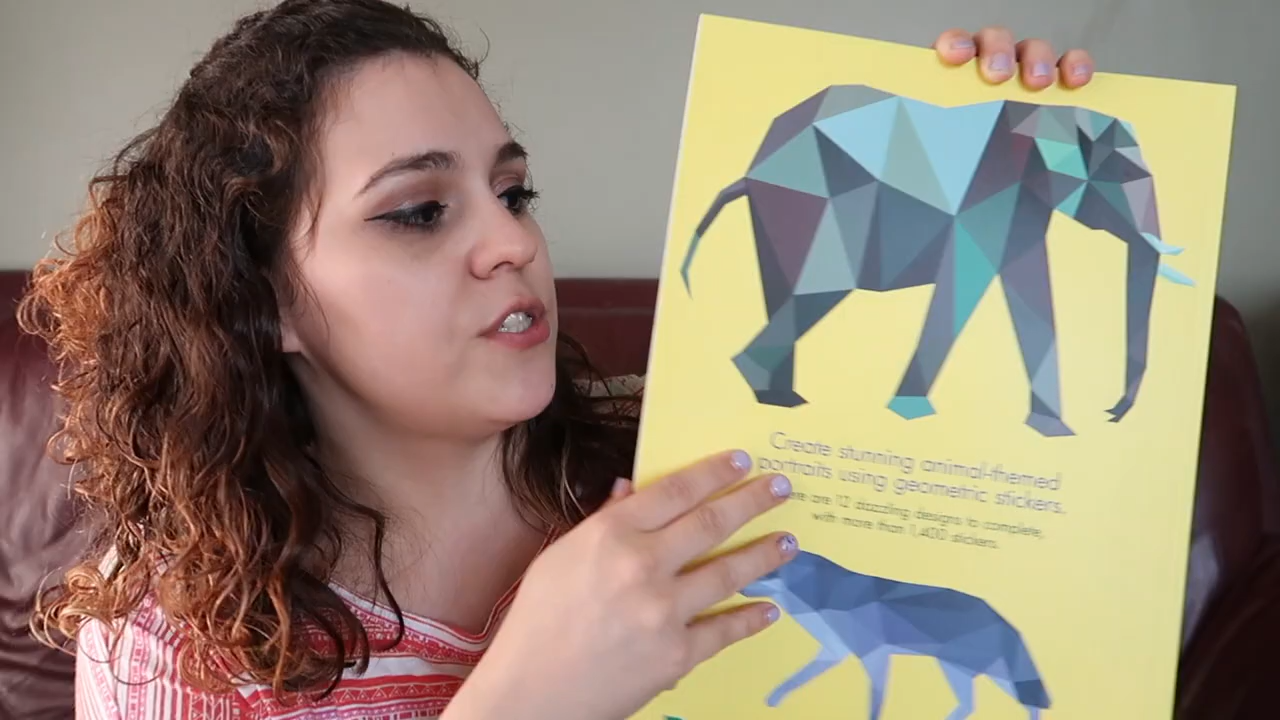 Create stunning animal-themed
portraits using geometric stickers.
are 12 dazzling designs to complete,
with more than 1,400 stickers.